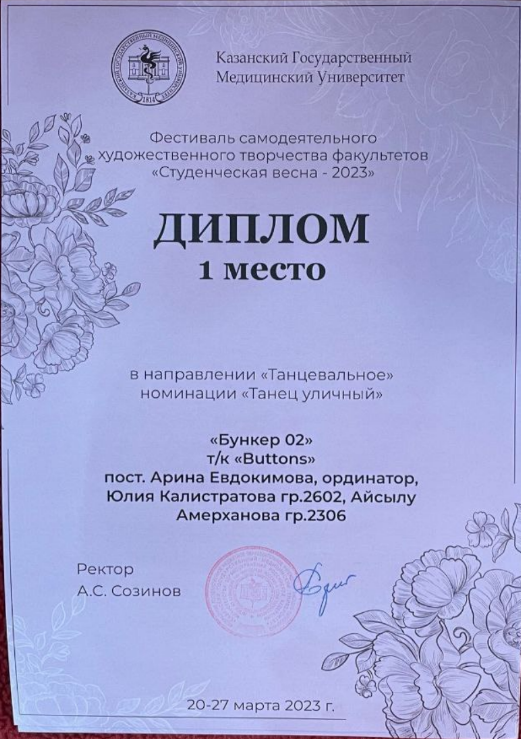 Казанский Государственный
Медицинский Университет
1814
Фестиваль самодеятельного
художественного творчества факультетов
«Студенческая весна - 2023»
ДИПЛОМ
1 место
в направлении «Танцевальное»
номинации «Танец уличный»
«Бункер 02»
т/к «Buttons»
пост. Арина Евдокимова, ординатор,
Юлия Калистратова гр.2602, Айсылу
Амерханова гр.2306
Ректор
А.С. Созинов
20-27 марта 2023 г.